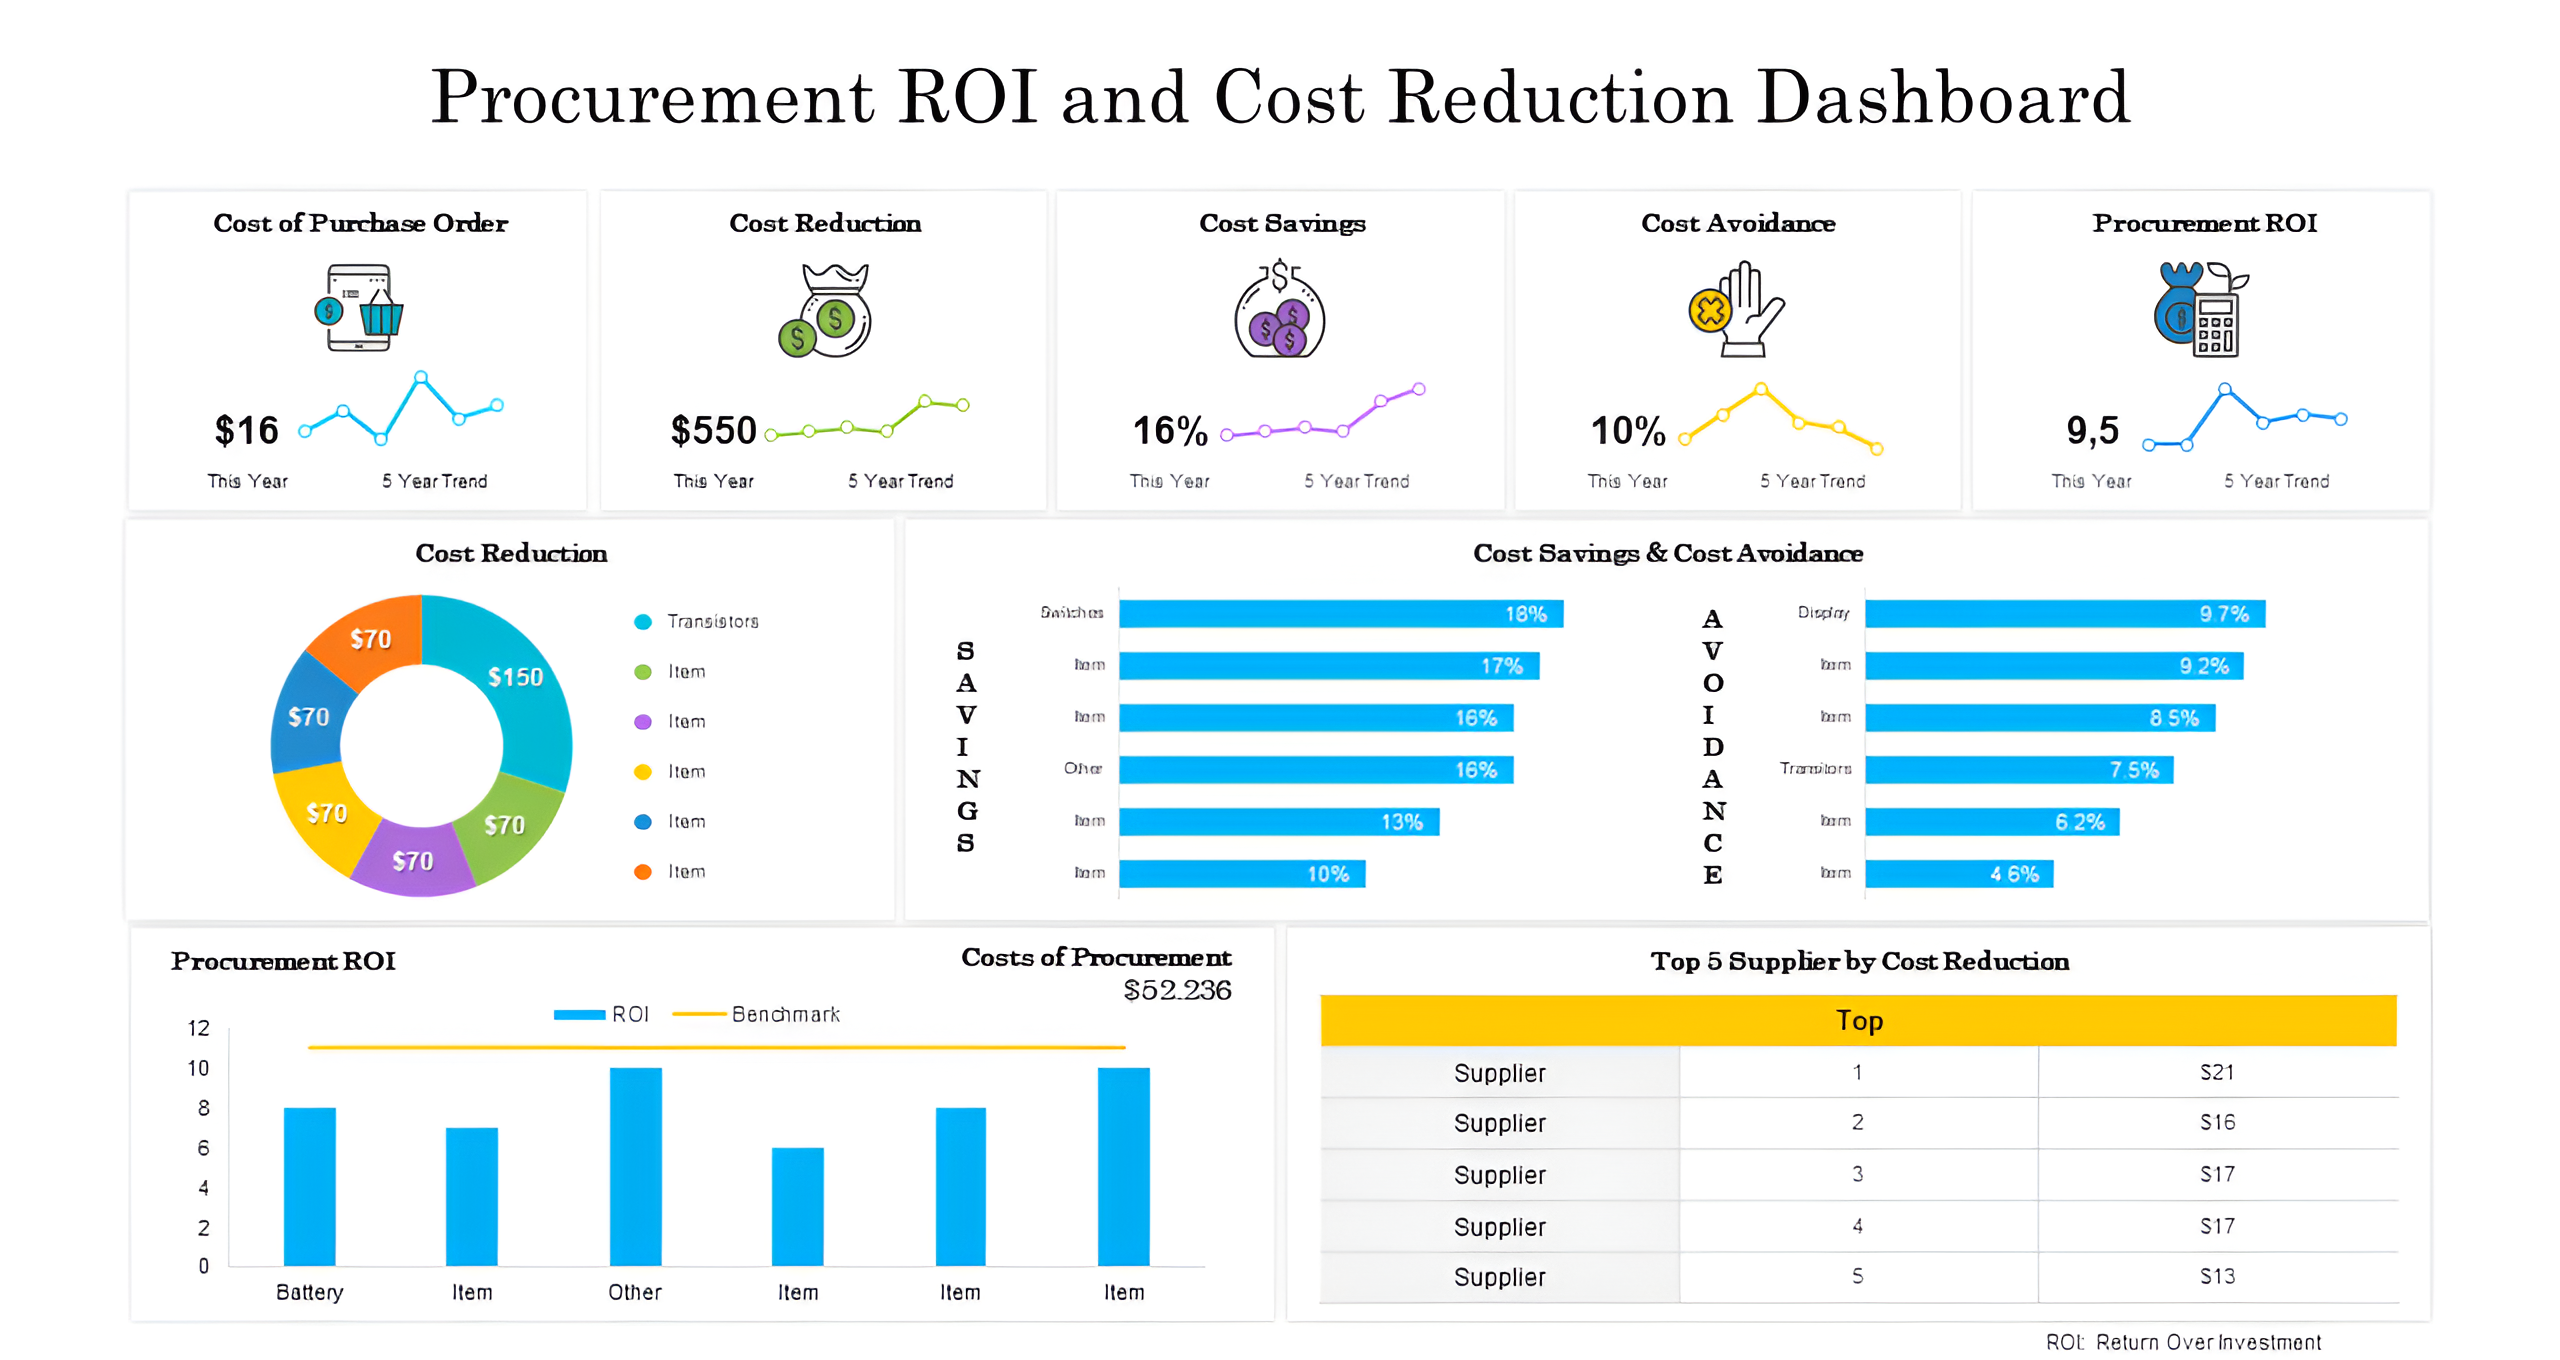 Procurement ROI and Cost Reduction Dashboard
Cost of Purchase Order
$16
This Year
5 Year Trend
Cost Reduction
$550
This Year
5 Year Trend
Cost Savings
16%
This Year
5 Year Trend
Cost Avoidance
10%
This Year
5 Year Trend
Procurement ROI
9,5
This Year
5 Year Trend
Cost Reduction
$150
$70
$70
$70
$70
$70
Transistors
Item
Item
Item
Item
Item
Cost Savings & Cost Avoidance
SAVINGS
Switches 18%
Item 17%
Item 16%
Other 16%
Item 13%
Item 10%
AVOIDANCE
Display 9.7%
Item 9.2%
Item 8.5%
Transitors 7.5%
Item 6.2%
Item 4.6%
Procurement ROI
Costs of Procurement
$52.236
ROI Benchmark
12
10
8
6
4
2
0
Battery Item Other Item Item Item
Top 5 Supplier by Cost Reduction
Top
Supplier 1 $21
Supplier 2 $16
Supplier 3 $17
Supplier 4 $17
Supplier 5 $13
ROI: Return Over Investment